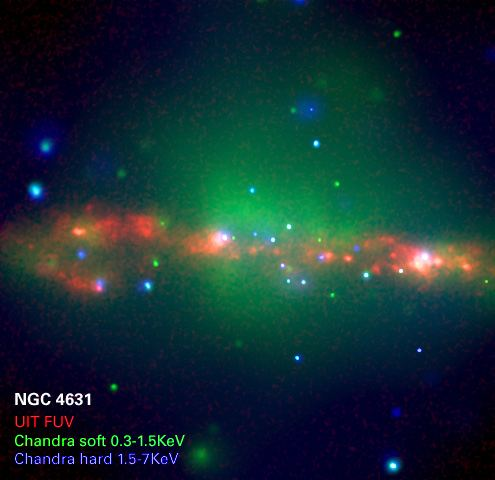 NGC 4631
UIT FUV
Chandra soft 0.3-1.5KeV
Chandra hard 1.5-7KeV